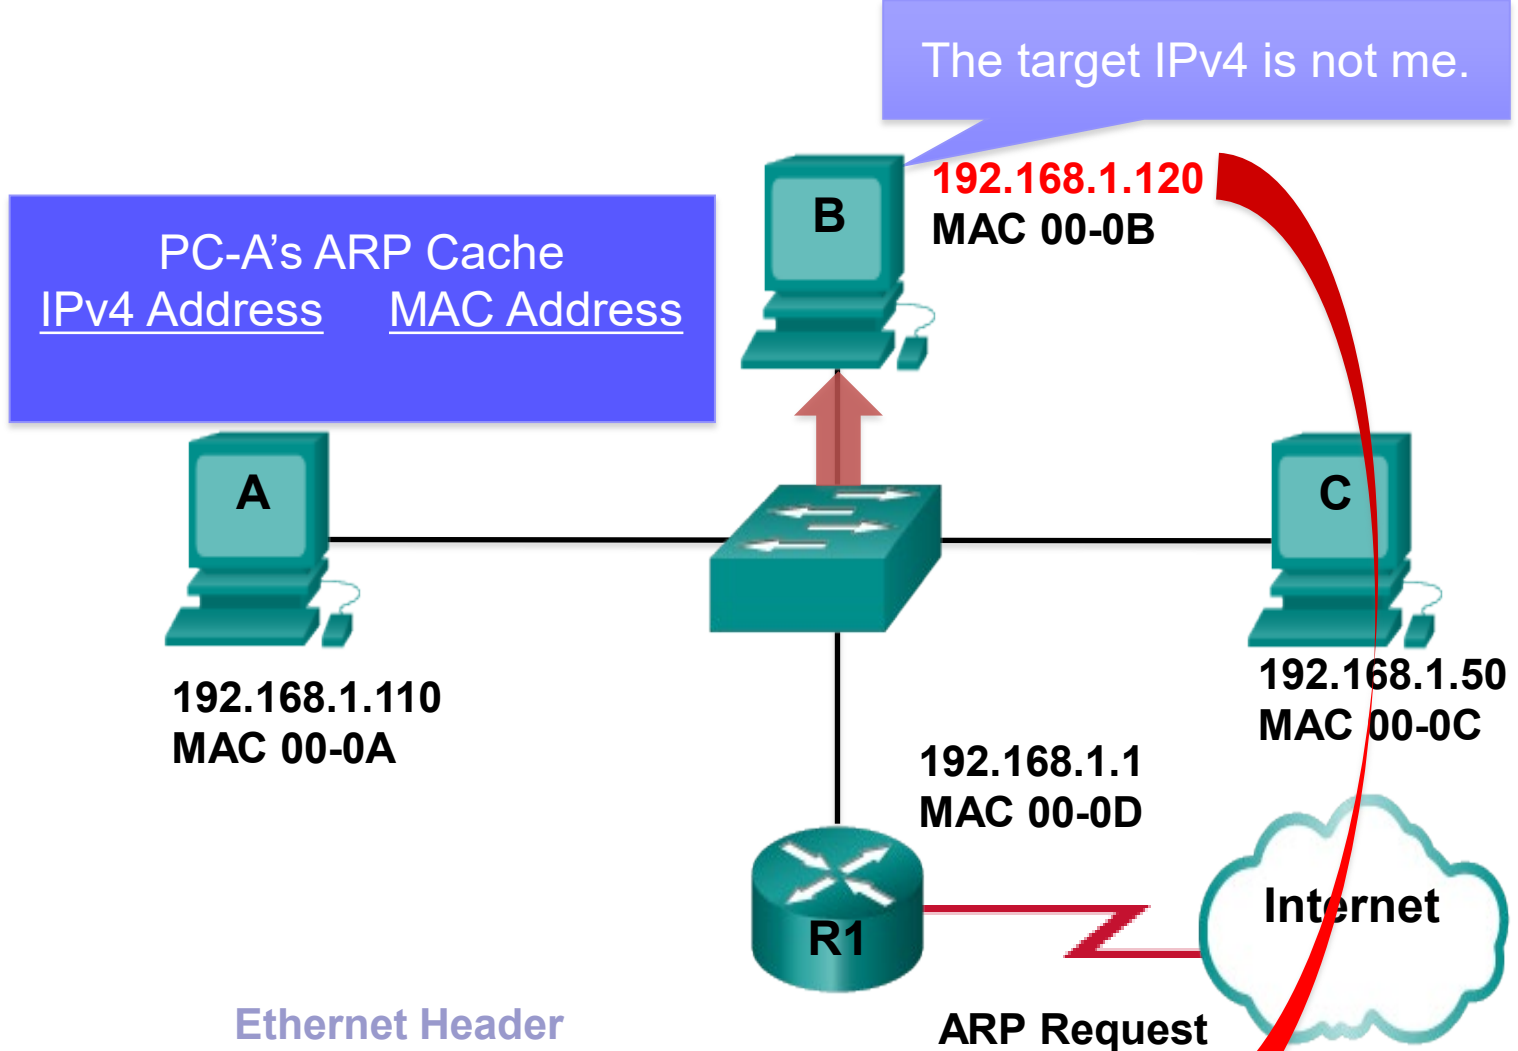 The target IPv4 is not me.
192.168.1.120
MAC 00-0B
B
PC-A’s ARP Cache
IPv4 Address MAC Address
A
C
192.168.1.110
MAC 00-0A
192.168.1.50
MAC 00-0C
192.168.1.1
MAC 00-0D
Internet
R1
Ethernet Header
ARP Request